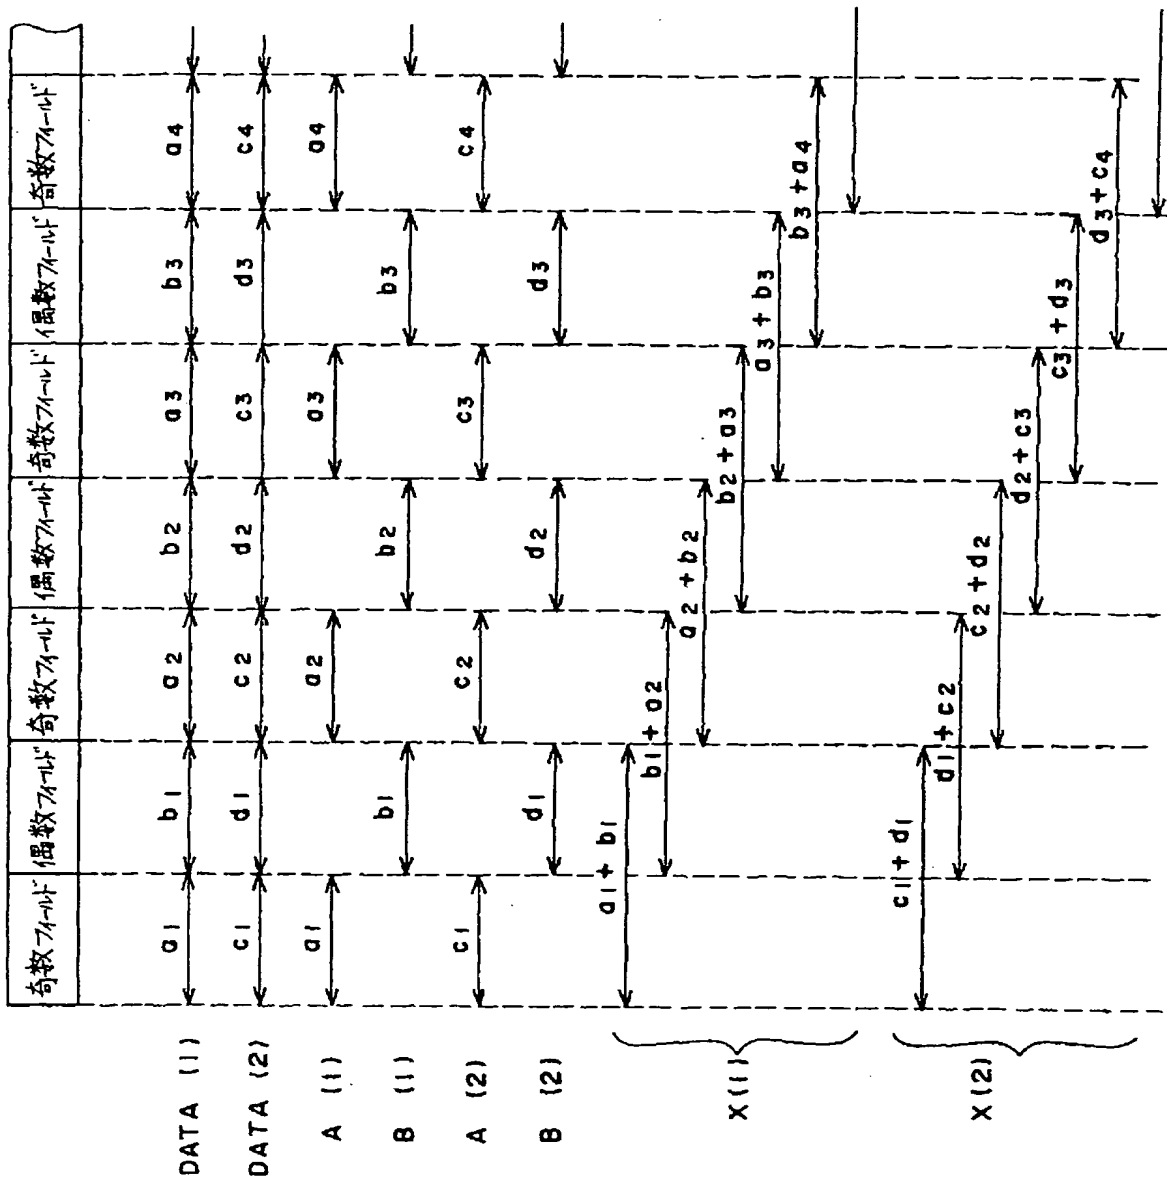 奇数フィールド 偶数フィールド 奇数フィールド 偶数フィールド 奇数フィールド 偶数フィールド 奇数フィールド
DATA (1) a1 b1 a2 b2 a3 b3 a4
DATA (2) c1 d1 c2 d2 c3 d3 c4
A (1) a1 a2 a3 a4
B (1) b1 b2 b3
A (2) c1 c2 c3 c4
B (2) d1 d2 d3
X(1)
a1 + b1
b1 + a2
a2 + b2
b2 + a3
a3 + b3
b3 + a4
X(2)
c1 + d1
d1 + c2
c2 + d2
d2 + c3
c3 + d3
d3 + c4